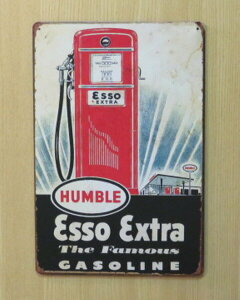 Esso
EXTRA
HUMBLE
Esso Extra
The Famous
GASOLINE